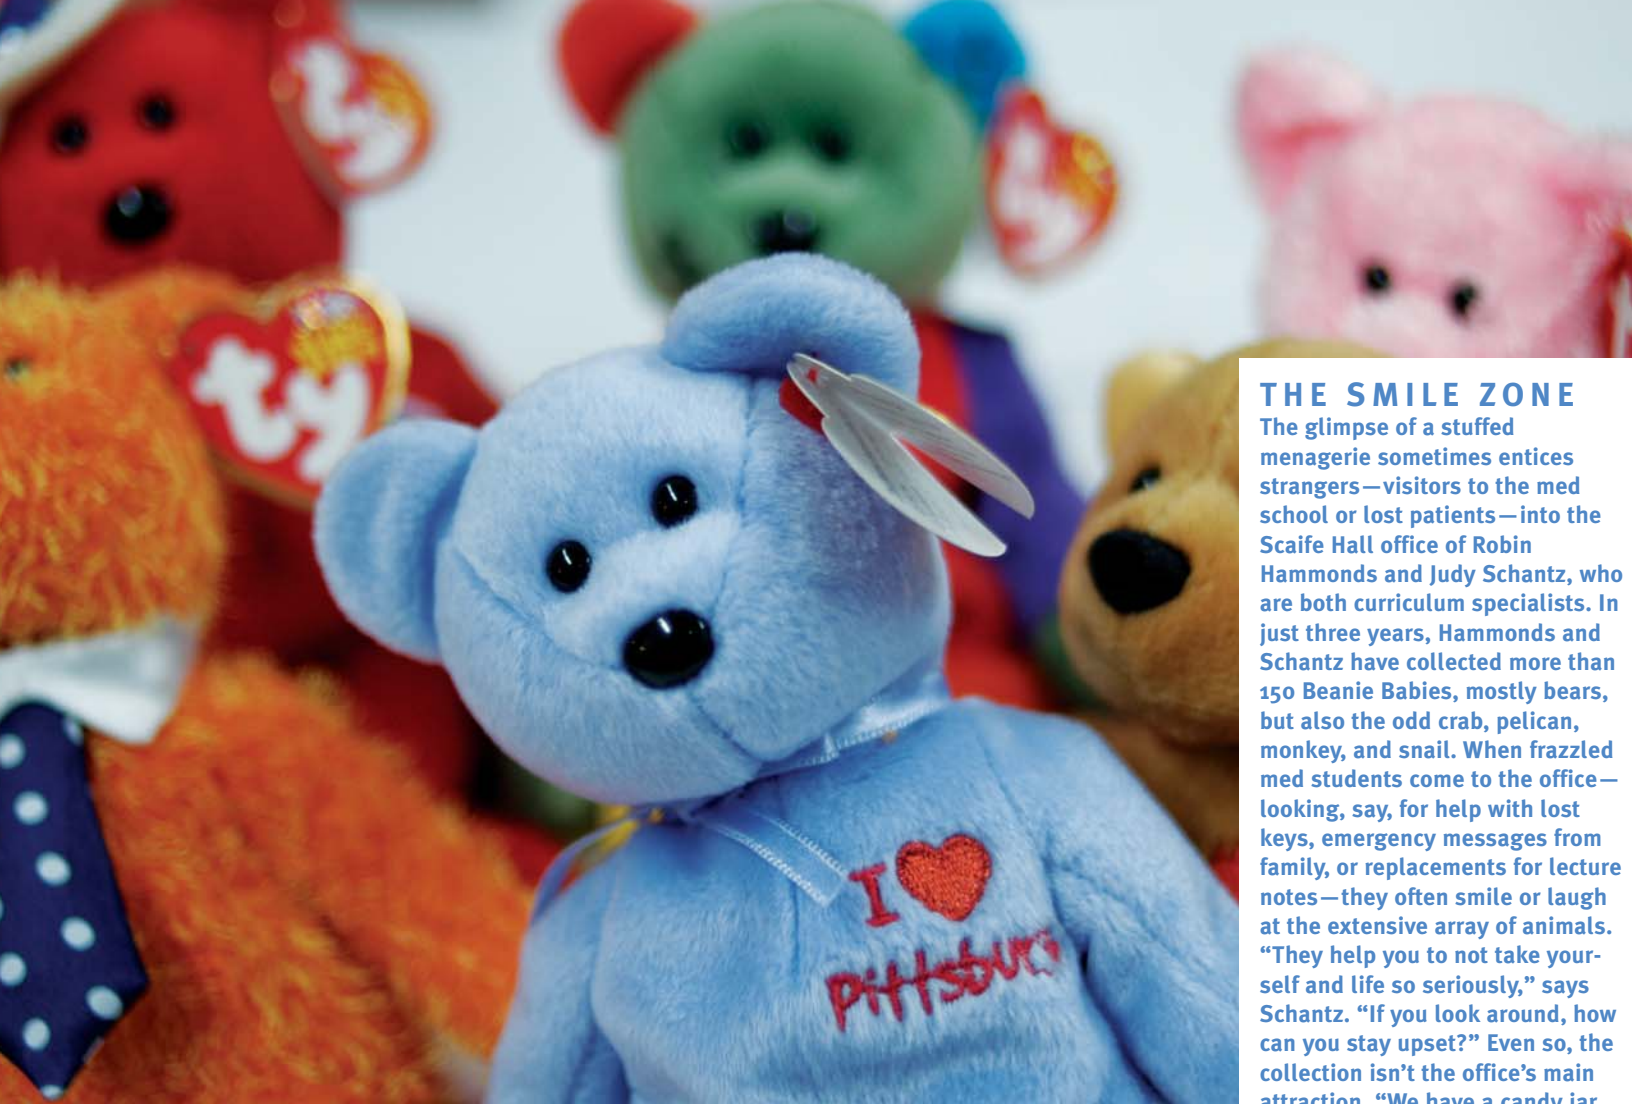 ty
ty
ty
I
Pittsburg
THE SMILE ZONE
The glimpse of a stuffed
menagerie sometimes entices
strangers—visitors to the med
school or lost patients—into the
Scaife Hall office of Robin
Hammonds and Judy Schantz, who
are both curriculum specialists. In
just three years, Hammonds and
Schantz have collected more than
150 Beanie Babies, mostly bears,
but also the odd crab, pelican,
monkey, and snail. When frazzled
med students come to the office—
looking, say, for help with lost
keys, emergency messages from
family, or replacements for lecture
notes—they often smile or laugh
at the extensive array of animals.
“They help you to not take your-
self and life so seriously,” says
Schantz. “If you look around, how
can you stay upset?” Even so, the
collection isn’t the office’s main
attraction. “We have a candy jar